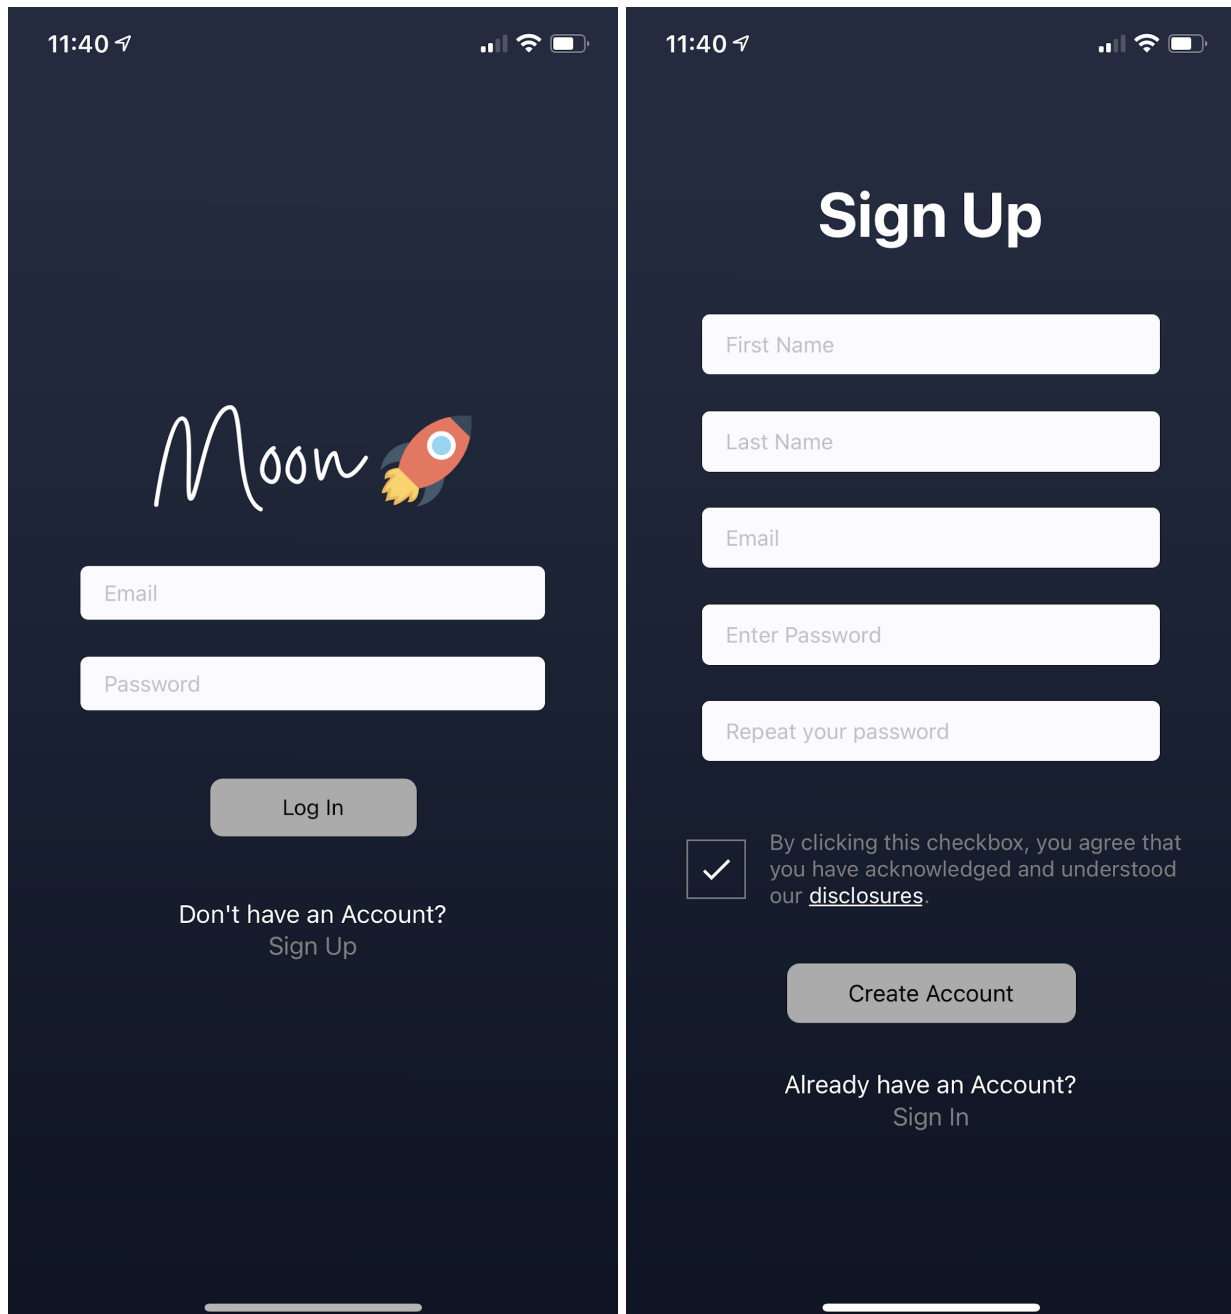 11:40
Moon
Email
Password
Log In
Don't have an Account?
Sign Up
11:40
Sign Up
First Name
Last Name
Email
Enter Password
Repeat your password
By clicking this checkbox, you agree that
you have acknowledged and understood
our disclosures.
Create Account
Already have an Account?
Sign In